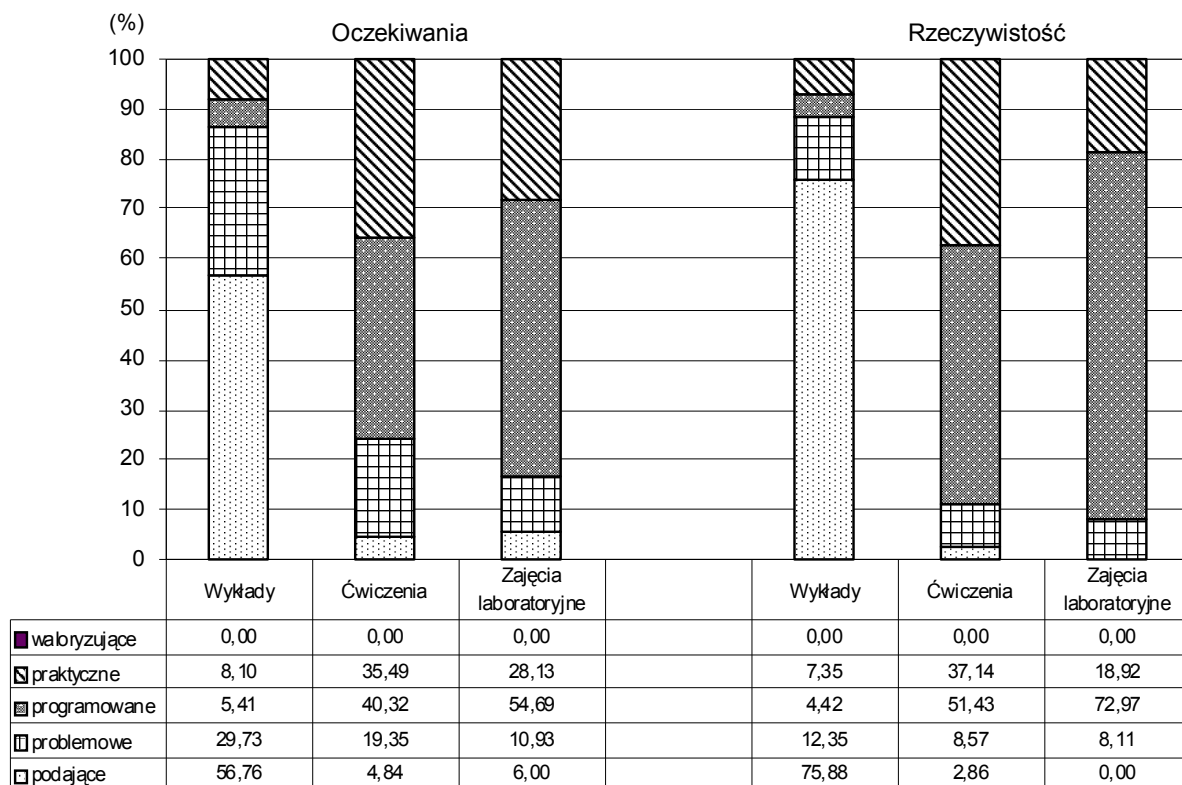 (%)
Oczekiwania Rzeczywistość
100
90
80
70
60
50
40
30
20
10
0
Wykłady Ćwiczenia Zajęcia laboratoryjne Wykłady Ćwiczenia Zajęcia laboratoryjne
waloryzujące 0,00 0,00 0,00 0,00 0,00 0,00
praktyczne 8,10 35,49 28,13 7,35 37,14 18,92
programowane 5,41 40,32 54,69 4,42 51,43 72,97
problemowe 29,73 19,35 10,93 12,35 8,57 8,11
podające 56,76 4,84 6,00 75,88 2,86 0,00